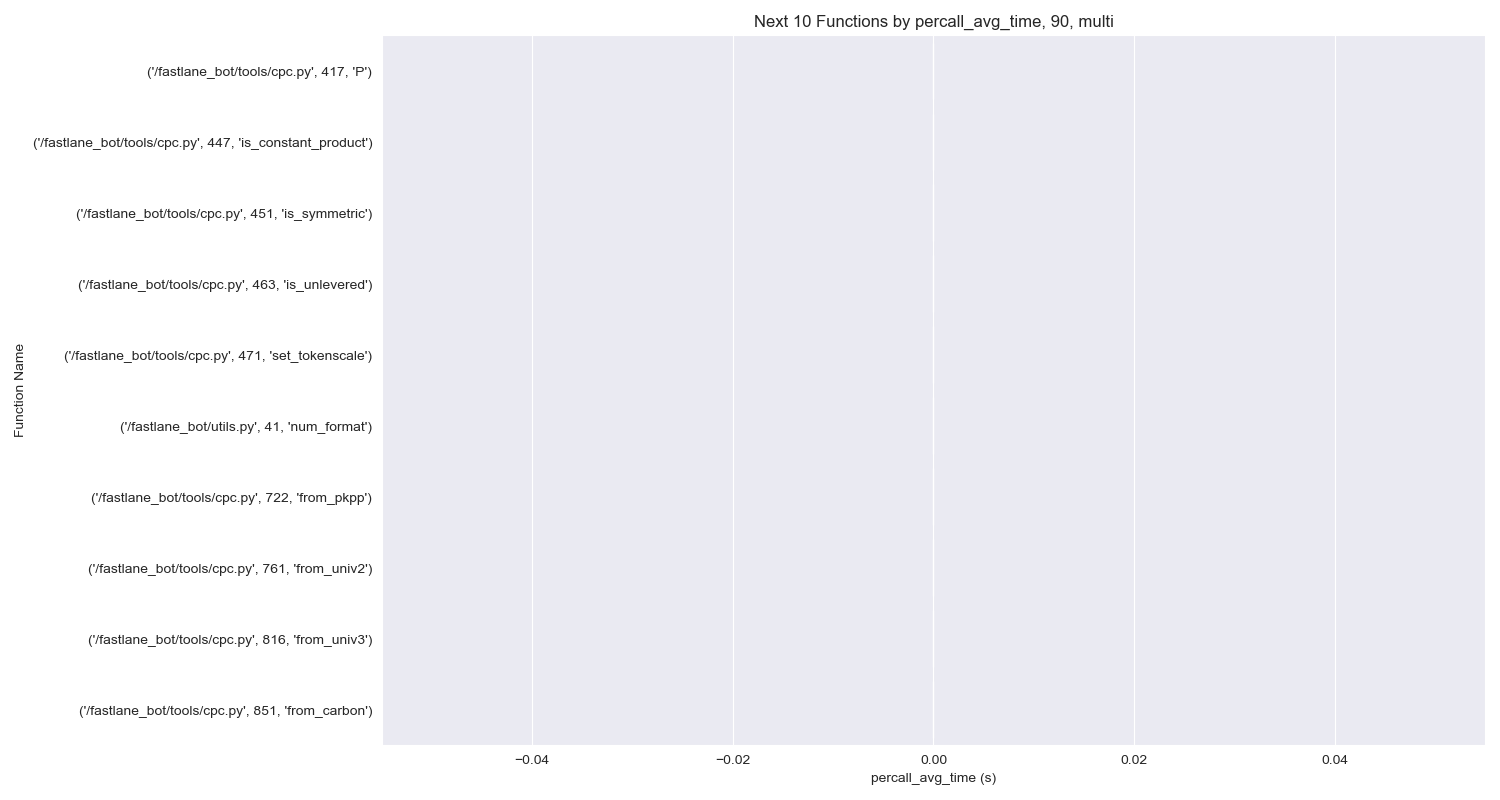 Next 10 Functions by percall_avg_time, 90, multi
Function Name
('/fastlane_bot/tools/cpc.py', 417, 'P')
('/fastlane_bot/tools/cpc.py', 447, 'is_constant_product')
('/fastlane_bot/tools/cpc.py', 451, 'is_symmetric')
('/fastlane_bot/tools/cpc.py', 463, 'is_unlevered')
('/fastlane_bot/tools/cpc.py', 471, 'set_tokenscale')
('/fastlane_bot/utils.py', 41, 'num_format')
('/fastlane_bot/tools/cpc.py', 722, 'from_pkpp')
('/fastlane_bot/tools/cpc.py', 761, 'from_univ2')
('/fastlane_bot/tools/cpc.py', 816, 'from_univ3')
('/fastlane_bot/tools/cpc.py', 851, 'from_carbon')
−0.04 −0.02 0.00 0.02 0.04
percall_avg_time (s)